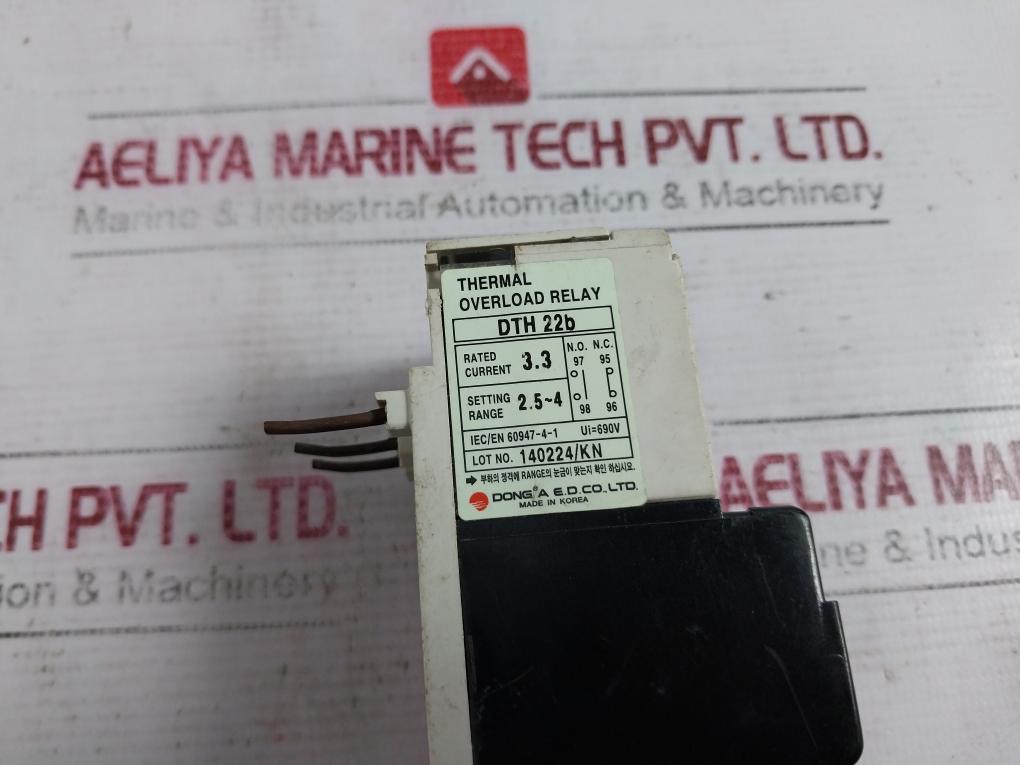 AELIYA MARINE TECH PVT. LTD.
Marine & Industrial Automation & Machinery
THERMAL
OVERLOAD RELAY
DTH 22b
RATED CURRENT 3.3
N.O. N.C.
97 95
SETTING RANGE 2.5~4
98 96
IEC/EN 60947-4-1 Ui=690V
LOT NO. 140224/KN
➔ 부하의 정격에 RANGE의 눈금이 맞는지 확인 하십시오.
DONG A E.D.CO.,LTD.
MADE IN KOREA
CH PVT. LTD.
tion & Machinery
AELIYA MAR
ine & Indus